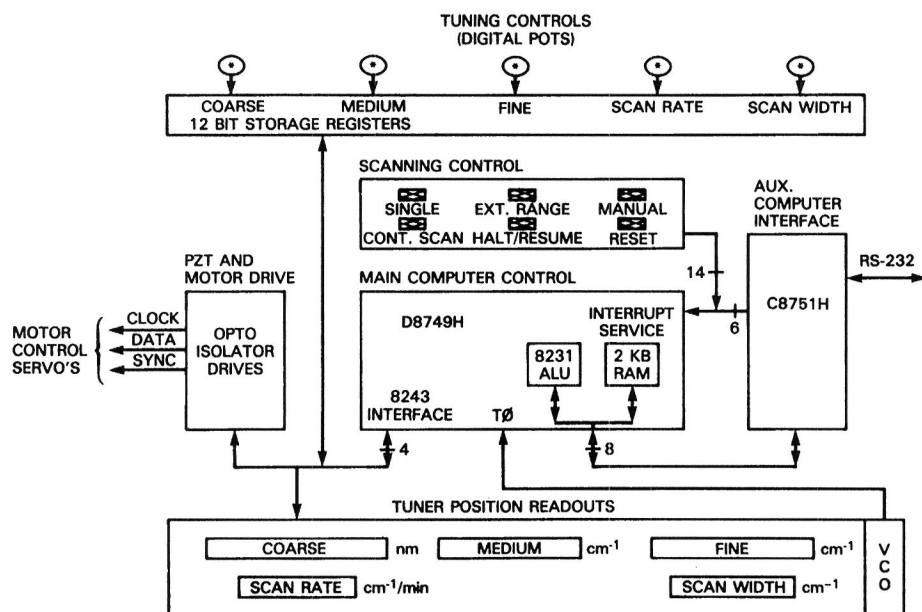 TUNING CONTROLS
(DIGITAL POTS)
COARSE MEDIUM FINE SCAN RATE SCAN WIDTH
12 BIT STORAGE REGISTERS
SCANNING CONTROL
SINGLE EXT. RANGE MANUAL
CONT. SCAN HALT/RESUME RESET
AUX.
COMPUTER
INTERFACE
RS-232
C8751H
14
6
PZT AND
MOTOR DRIVE
MOTOR
CONTROL
SERVO'S
CLOCK
DATA
SYNC
OPTO
ISOLATOR
DRIVES
MAIN COMPUTER CONTROL
D8749H
INTERRUPT
SERVICE
8231
ALU
2 KB
RAM
8243
INTERFACE
TØ
4
8
TUNER POSITION READOUTS
COARSE nm MEDIUM cm-1 FINE cm-1
SCAN RATE cm-1/min SCAN WIDTH cm-1
V
C
O